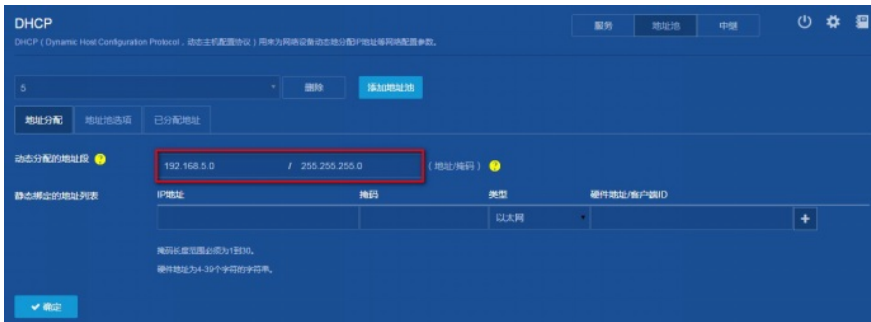 DHCP
服务 地址池 中继
DHCP ( Dynamic Host Configuration Protocol，动态主机配置协议 ) 用来为网络设备动态地分配IP地址等网络配置参数。
5 删除 添加地址池
地址分配 地址池选项 已分配地址
动态分配的地址段 ? 192.168.5.0 / 255.255.255.0 ( 地址/掩码 ) ?
静态绑定的地址列表 IP地址 掩码 类型 硬件地址/客户端ID
以太网 +
掩码长度范围必须为1到30。
硬件地址为4-39个字符的字符串。
确定